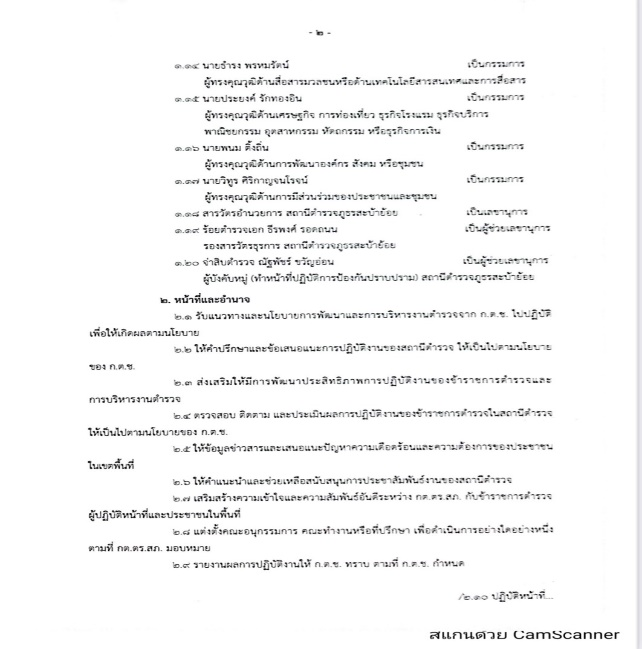 - ๒ -
๑.๑๔ นายธำรง พรหมรัตน์ เป็นกรรมการ
ผู้ทรงคุณวุฒิด้านสื่อสารมวลชนหรือด้านเทคโนโลยีสารสนเทศและการสื่อสาร
๑.๑๕ นายประยงค์ รักทองอิน เป็นกรรมการ
ผู้ทรงคุณวุฒิด้านเศรษฐกิจ การท่องเที่ยว ธุรกิจโรงแรม ธุรกิจบริการ
พาณิชยกรรม อุตสาหกรรม หัตถกรรม หรือธุรกิจการเงิน
๑.๑๖ นายพนม ติ้งถิ่น เป็นกรรมการ
ผู้ทรงคุณวุฒิด้านการพัฒนาองค์กร สังคม หรือชุมชน
๑.๑๗ นายวิทูร ศิริกาญจนโรจน์ เป็นกรรมการ
ผู้ทรงคุณวุฒิด้านการมีส่วนร่วมของประชาชนและชุมชน
๑.๑๘ สารวัตรอำนวยการ สถานีตำรวจภูธรสะบ้าย้อย เป็นเลขานุการ
๑.๑๙ ร้อยตำรวจเอก ธีรพงศ์ รอดถนน เป็นผู้ช่วยเลขานุการ
รองสารวัตรธุรการ สถานีตำรวจภูธรสะบ้าย้อย
๑.๒๐ จ่าสิบตำรวจ ณัฐพัชร์ ขวัญอ่อน เป็นผู้ช่วยเลขานุการ
ผู้บังคับหมู่ (ทำหน้าที่ปฏิบัติการป้องกันปราบปราม) สถานีตำรวจภูธรสะบ้าย้อย
๒. หน้าที่และอำนาจ
๒.๑ รับแนวทางและนโยบายการพัฒนาและการบริหารงานตำรวจจาก ก.ต.ช. ไปปฏิบัติ
เพื่อให้เกิดผลตามนโยบาย
๒.๒ ให้คำปรึกษาและข้อเสนอแนะการปฏิบัติงานของสถานีตำรวจ ให้เป็นไปตามนโยบาย
ของ ก.ต.ช.
๒.๓ ส่งเสริมให้มีการพัฒนาประสิทธิภาพการปฏิบัติงานของข้าราชการตำรวจและ
การบริหารงานตำรวจ
๒.๔ ตรวจสอบ ติดตาม และประเมินผลการปฏิบัติงานของข้าราชการตำรวจในสถานีตำรวจ
ให้เป็นไปตามนโยบายของ ก.ต.ช.
๒.๕ ให้ข้อมูลข่าวสารและเสนอแนะปัญหาความเดือดร้อนและความต้องการของประชาชน
ในเขตพื้นที่
๒.๖ ให้คำแนะนำและช่วยเหลือสนับสนุนการประชาสัมพันธ์งานของสถานีตำรวจ
๒.๗ เสริมสร้างความเข้าใจและความสัมพันธ์อันดีระหว่าง กต.ตร.สภ. กับข้าราชการตำรวจ
ผู้ปฏิบัติหน้าที่และประชาชนในพื้นที่
๒.๘ แต่งตั้งคณะอนุกรรมการ คณะทำงานหรือที่ปรึกษา เพื่อดำเนินการอย่างใดอย่างหนึ่ง
ตามที่ กต.ตร.สภ. มอบหมาย
๒.๙ รายงานผลการปฏิบัติงานให้ ก.ต.ช. ทราบ ตามที่ ก.ต.ช. กำหนด
/๒.๑๐ ปฏิบัติหน้าที่...
สแกนด้วย CamScanner